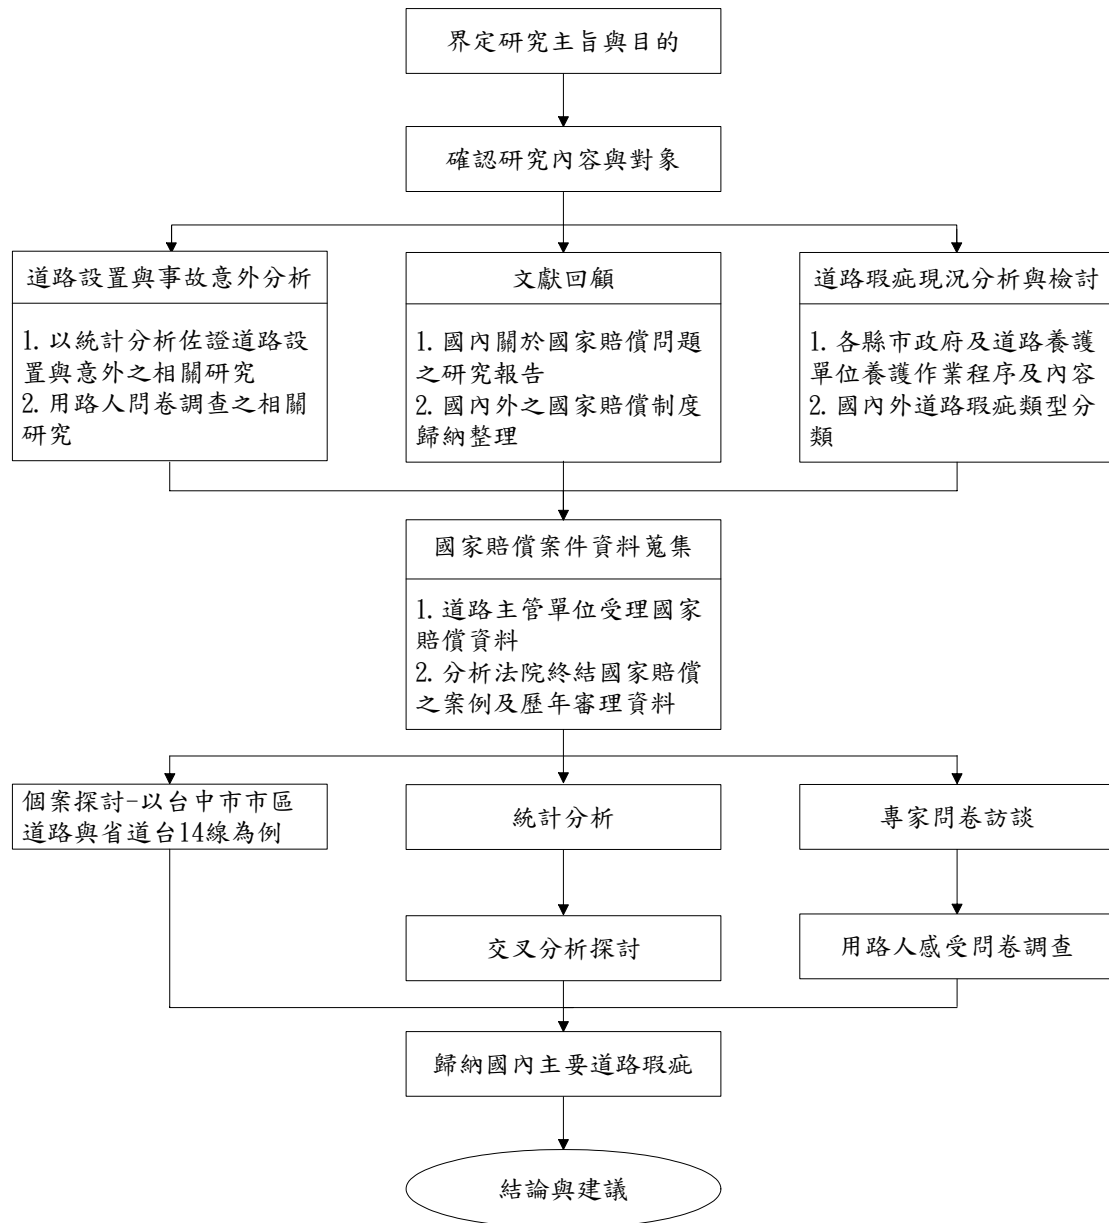 界定研究主旨與目的
確認研究內容與對象
道路設置與事故意外分析
1. 以統計分析佐證道路設
置與意外之相關研究
2. 用路人問卷調查之相關
研究
文獻回顧
1. 國內關於國家賠償問題
之研究報告
2. 國內外之國家賠償制度
歸納整理
道路瑕疵現況分析與檢討
1. 各縣市政府及道路養護
單位養護作業程序及內容
2. 國內外道路瑕疵類型分
類
國家賠償案件資料蒐集
1. 道路主管單位受理國家
賠償資料
2. 分析法院終結國家賠償
之案例及歷年審理資料
個案探討-以台中市市區
道路與省道台14線為例
統計分析
專家問卷訪談
交叉分析探討
用路人感受問卷調查
歸納國內主要道路瑕疵
結論與建議